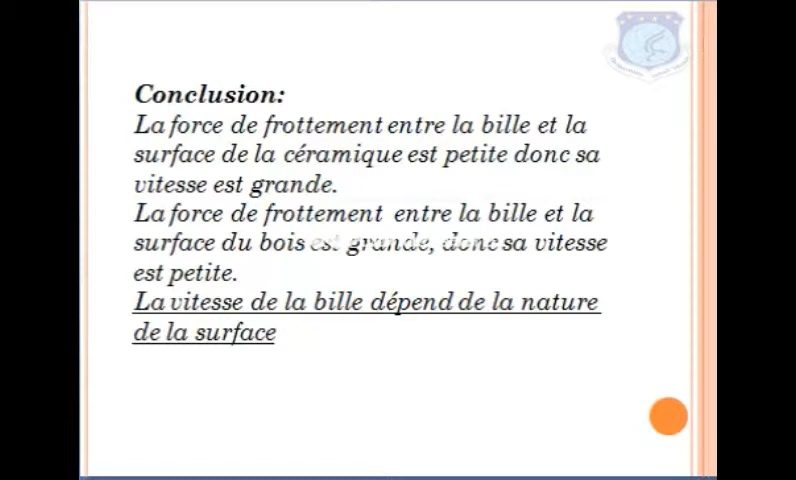 Conclusion:
La force de frottement entre la bille et la
surface de la céramique est petite donc sa
vitesse est grande.
La force de frottement entre la bille et la
surface du bois est grande, donc sa vitesse
est petite.
La vitesse de la bille dépend de la nature
de la surface